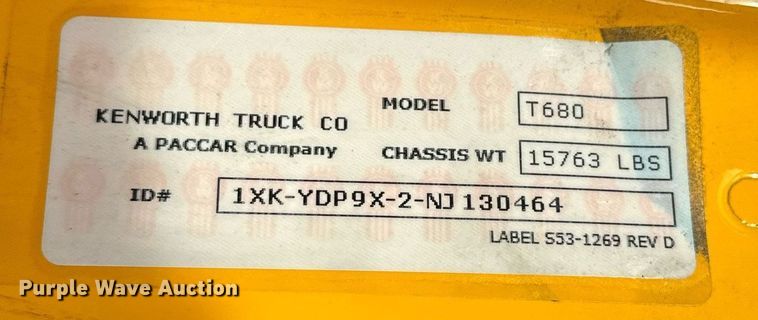 KENWORTH TRUCK CO
A PACCAR Company
MODEL T680
CHASSIS WT 15763 LBS
ID# 1XK-YDP9X-2-NJ130464
LABEL S53-1269 REV D
Purple Wave Auction